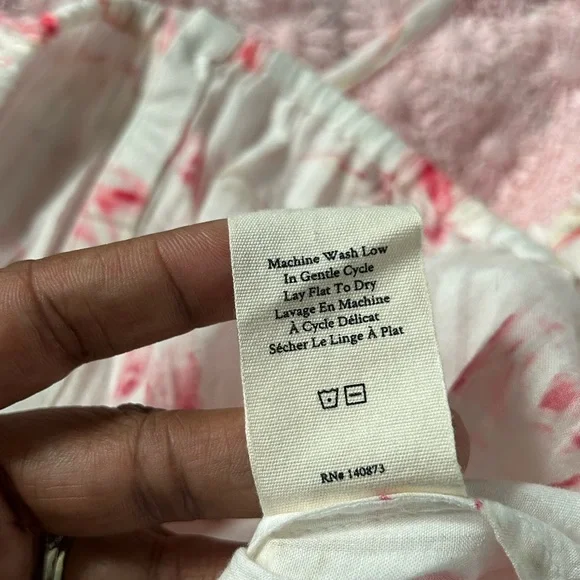 Machine Wash Low
In Gentle Cycle
Lay Flat To Dry
Lavage En Machine
À Cycle Délicat
Sécher Le Linge À Plat
RN# 140873